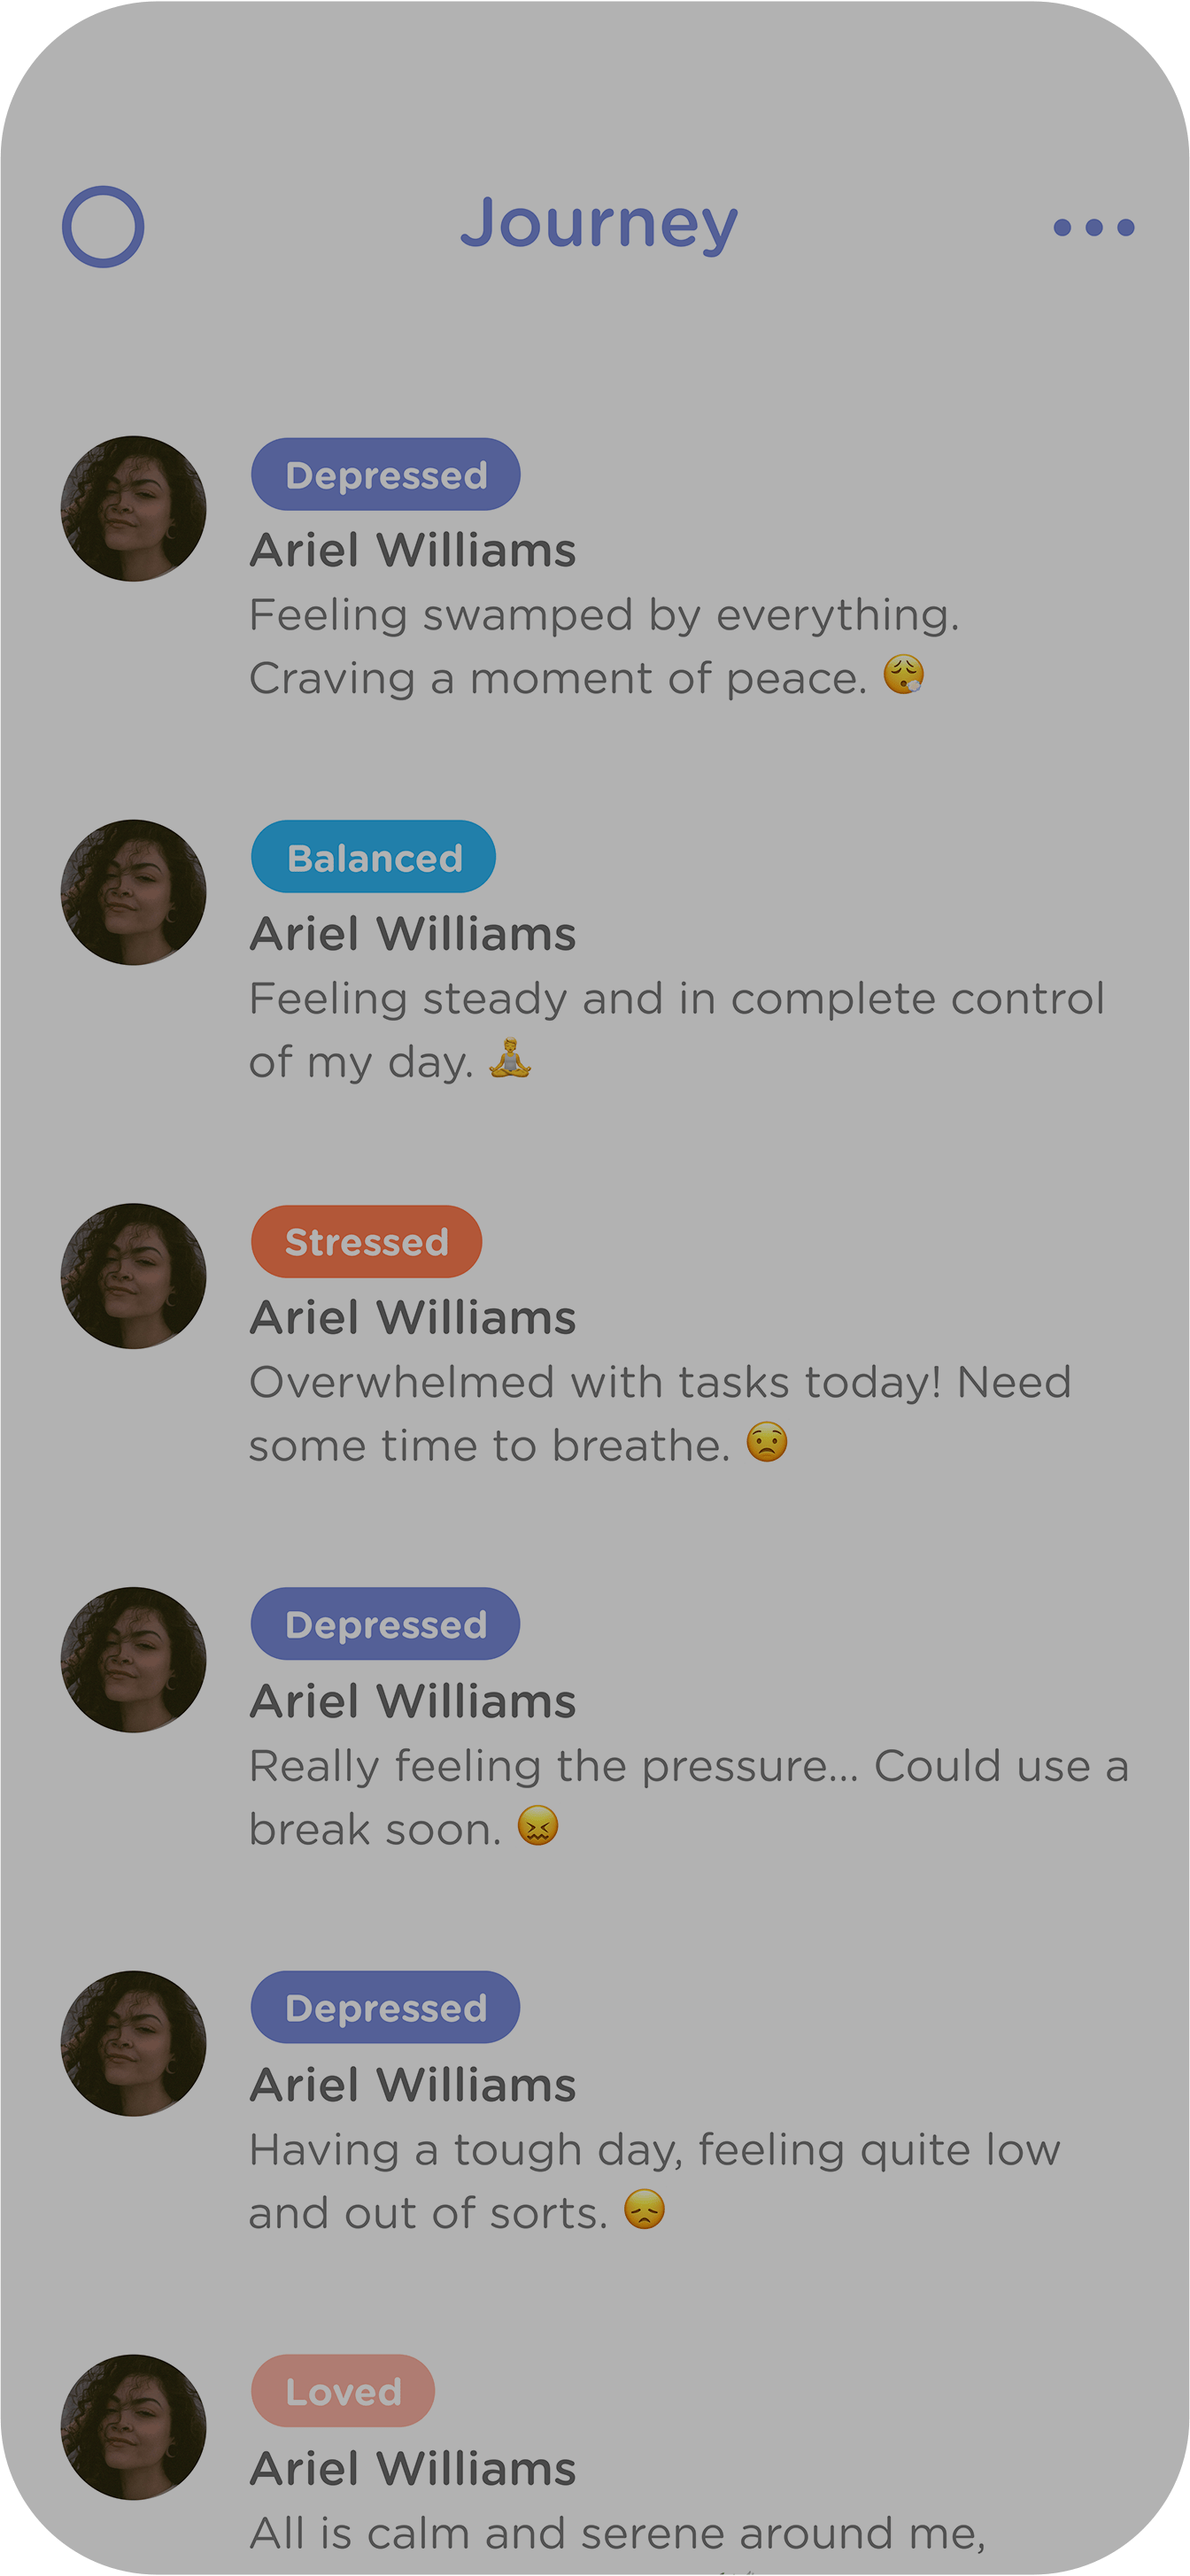 Journey
Depressed
Ariel Williams
Feeling swamped by everything.
Craving a moment of peace. 😮‍💨
Balanced
Ariel Williams
Feeling steady and in complete control
of my day. 🧘
Stressed
Ariel Williams
Overwhelmed with tasks today! Need
some time to breathe. 😟
Depressed
Ariel Williams
Really feeling the pressure... Could use a
break soon. 😖
Depressed
Ariel Williams
Having a tough day, feeling quite low
and out of sorts. 😞
Loved
Ariel Williams
All is calm and serene around me,